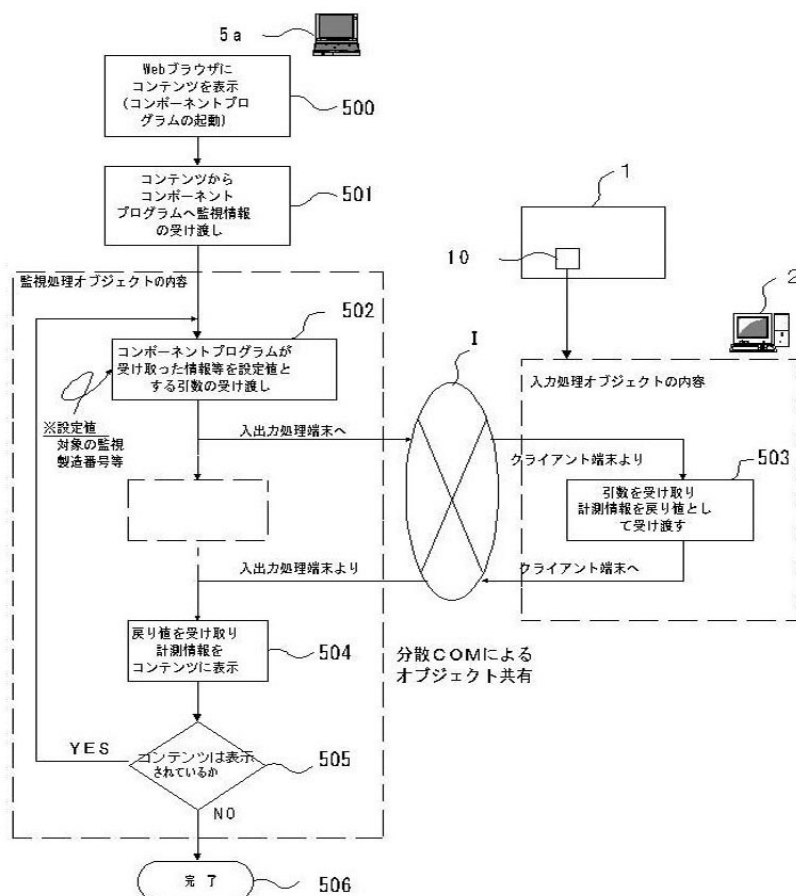 5a
Webブラウザに
コンテンツを表示
(コンポーネントプロ
グラムの起動)
500
コンテンツから
コンポーネント
プログラムへ監視情報
の受け渡し
501
1
10
2
監視処理オブジェクトの内容
502
コンポーネントプログラムが
受け取った情報等を設定値と
する引数の受け渡し
※設定値
対象の監視
製造番号等
I
入力処理オブジェクトの内容
入出力処理端末へ
クライアント端末より
503
引数を受け取り
計測情報を戻り値とし
て受け渡す
入出力処理端末より
クライアント端末へ
戻り値を受け取り
計測情報を
コンテンツに表示
504
分散COMによる
オブジェクト共有
YES
コンテンツは表示
されているか
505
NO
完了
506